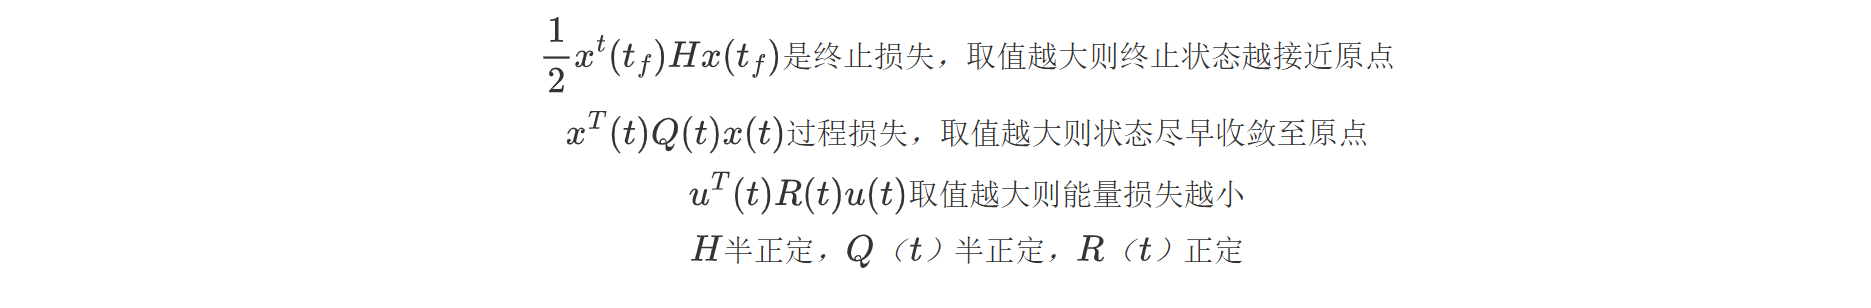 $\frac{1}{2}x^t(t_f)Hx(t_f)$是终止损失，取值越大则终止状态越接近原点
$x^T(t)Q(t)x(t)$过程损失，取值越大则状态尽早收敛至原点
$u^T(t)R(t)u(t)$取值越大则能量损失越小
$H$半正定，$Q（t）$半正定，$R（t）$正定